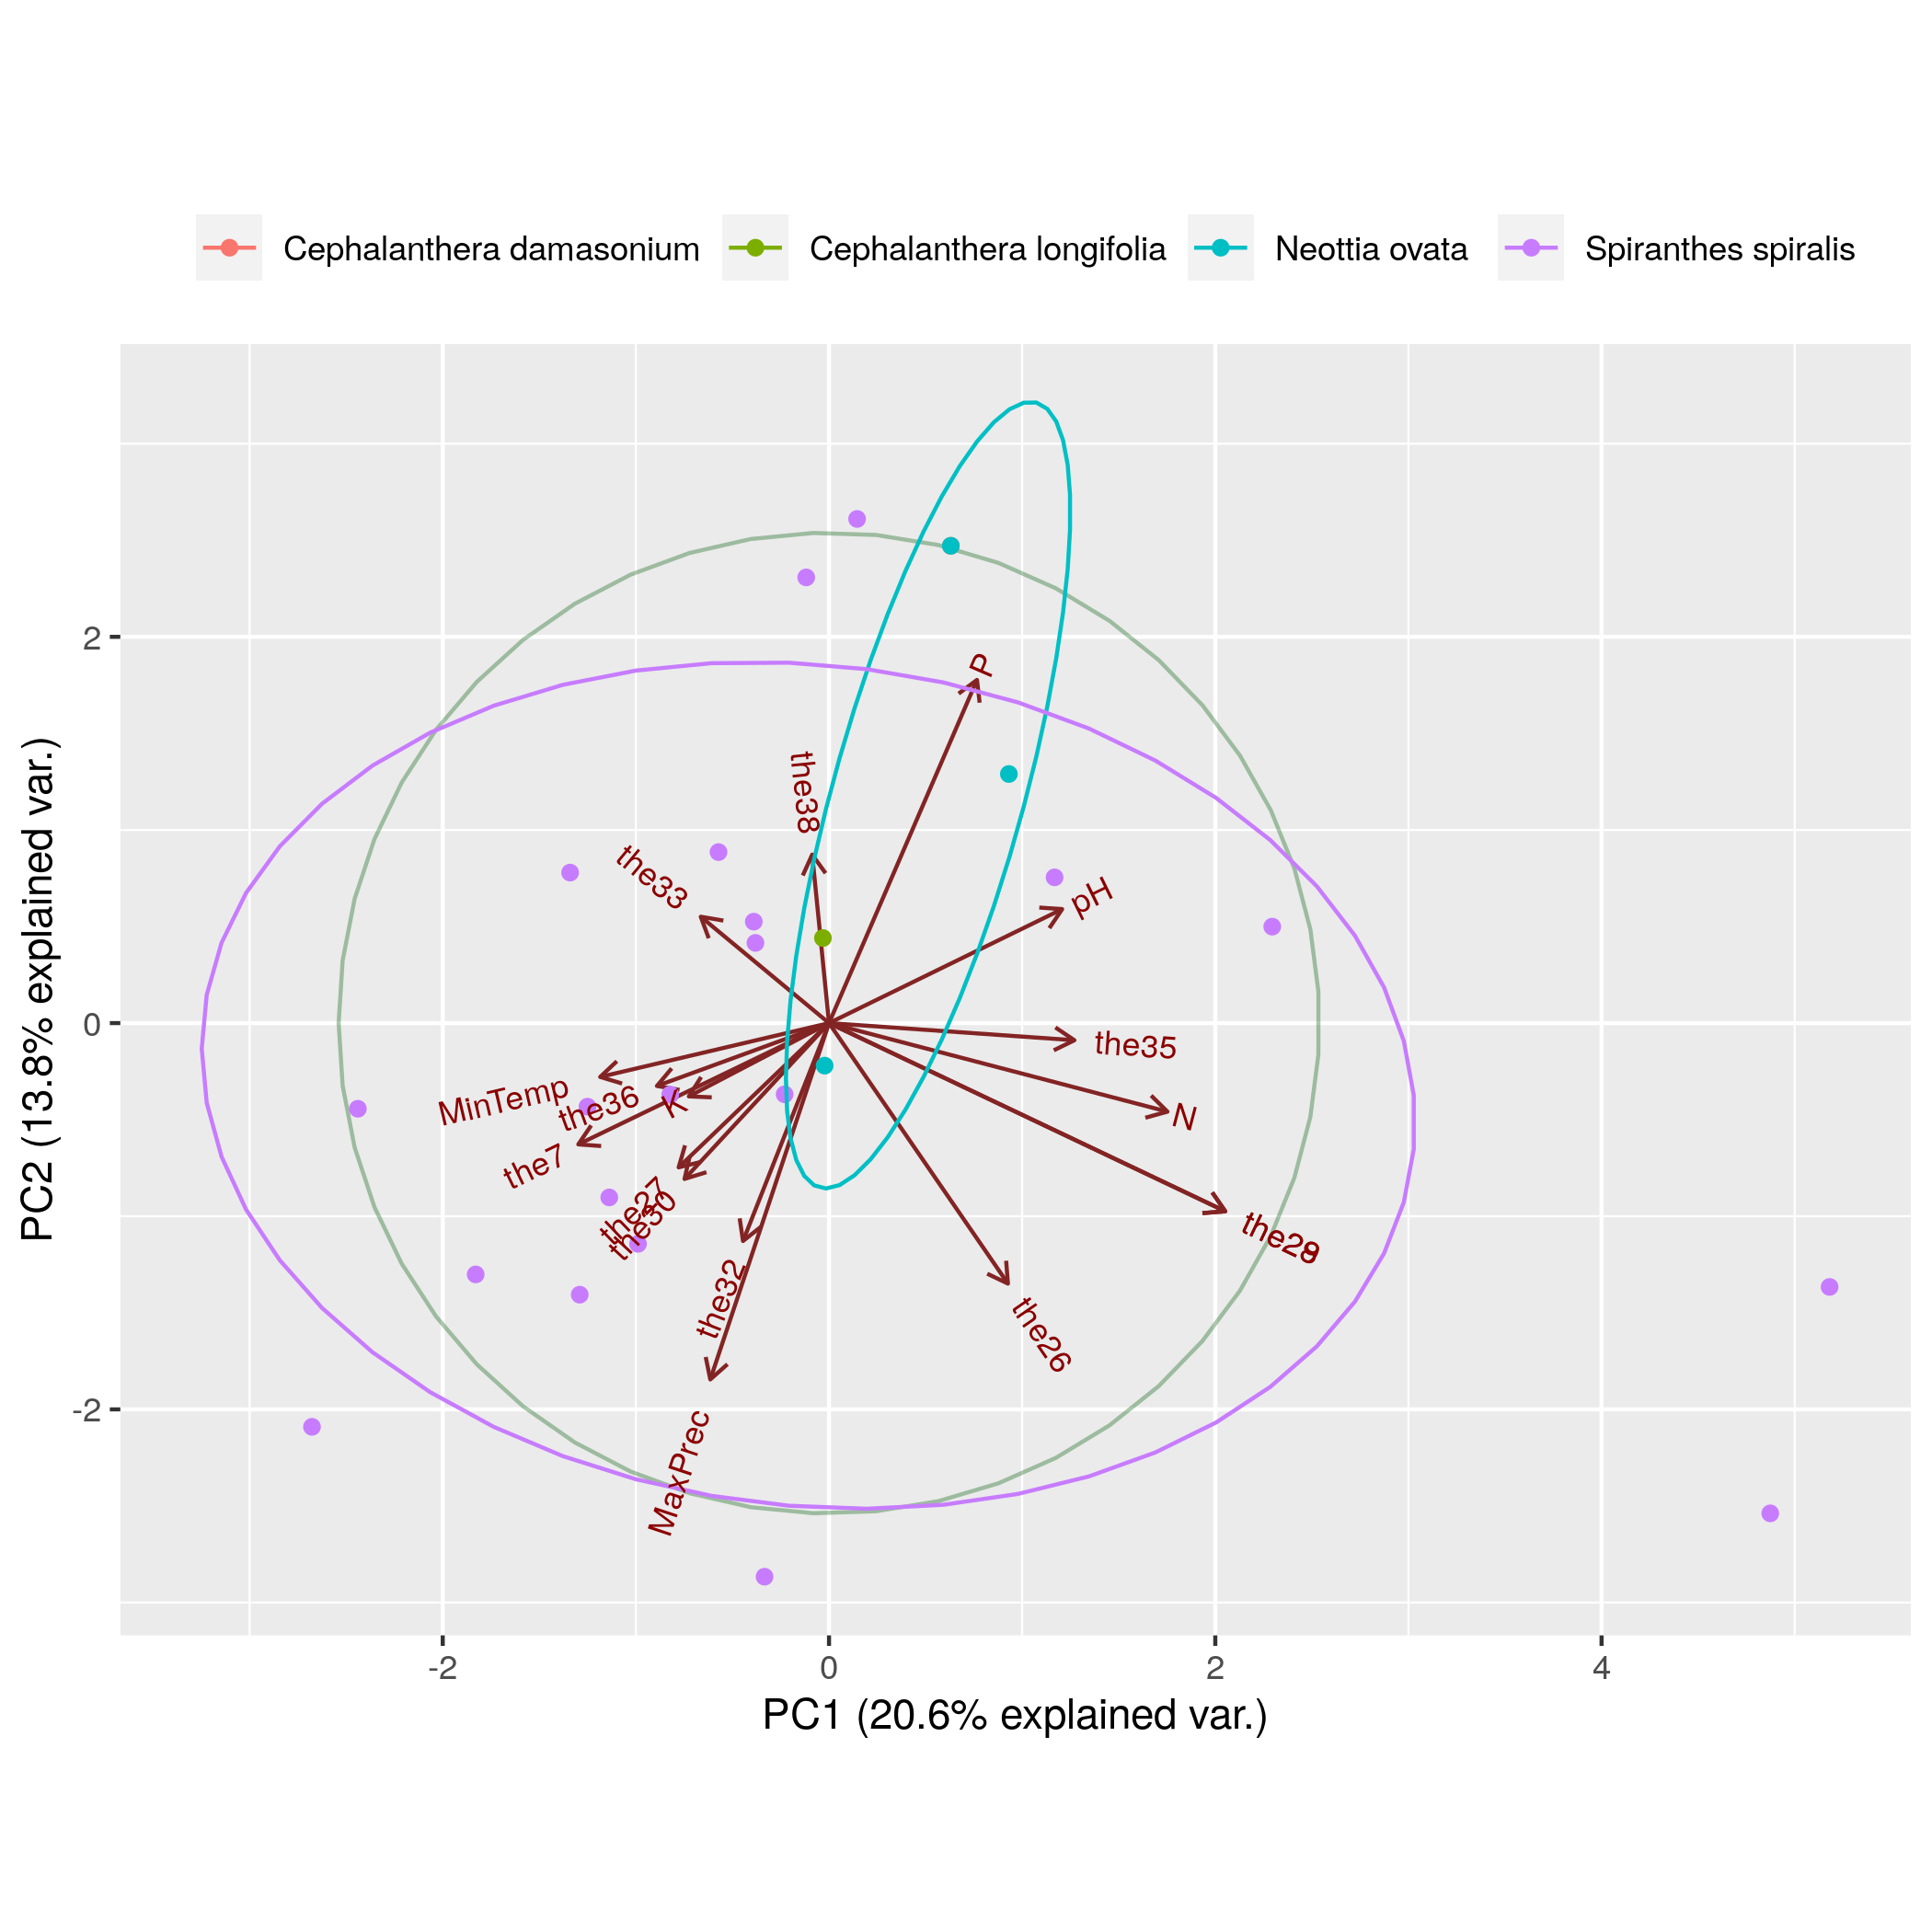 Cephalanthera damasonium Cephalanthera longifolia Neottia ovata Spiranthes spiralis
PC2 (13.8% explained var.)
2
0
-2
P
the38
the33
pH
the35
MinTemp
the36
K
N
the7
the27
the30
the29
the32
the26
MaxPrec
-2 0 2 4
PC1 (20.6% explained var.)